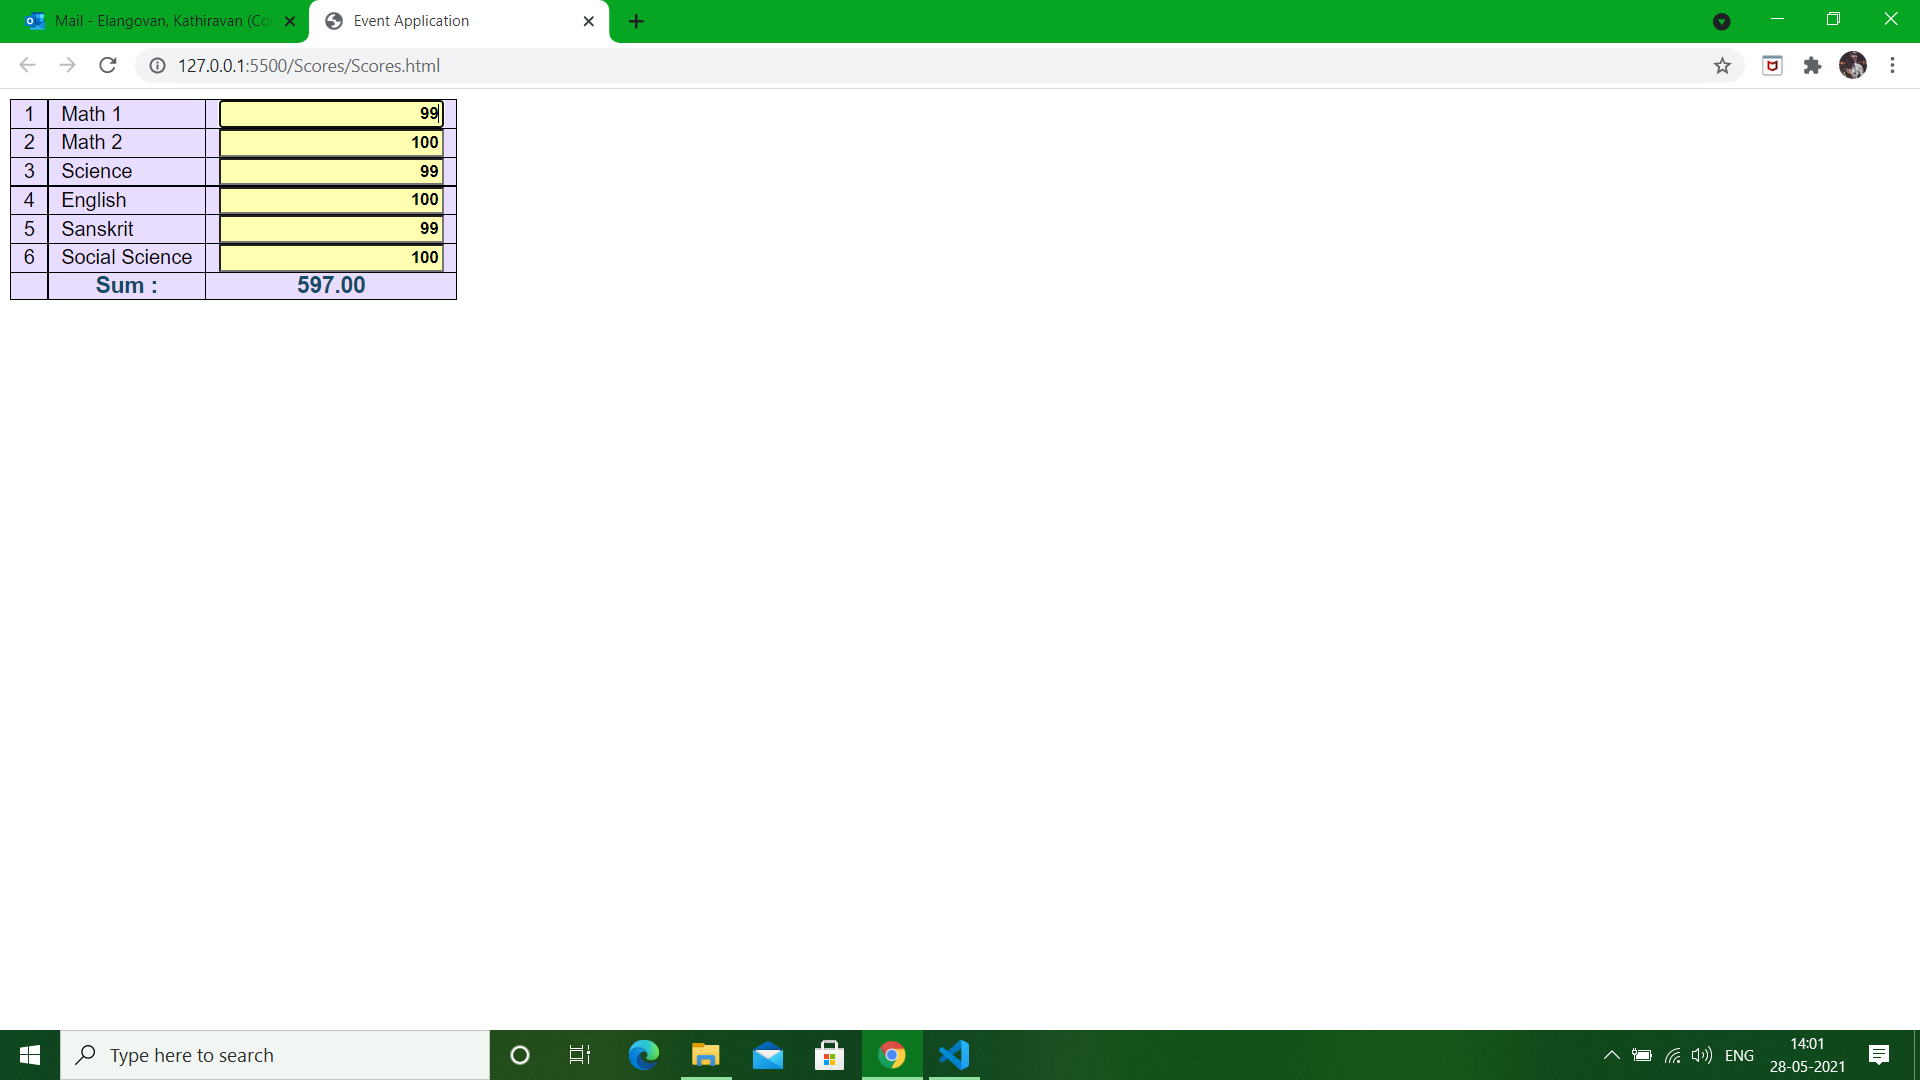 Mail - Elangovan, Kathiravan (Co
Event Application
127.0.0.1:5500/Scores/Scores.html
1 Math 1 99
2 Math 2 100
3 Science 99
4 English 100
5 Sanskrit 99
6 Social Science 100
Sum : 597.00
Type here to search
ENG
14:01
28-05-2021